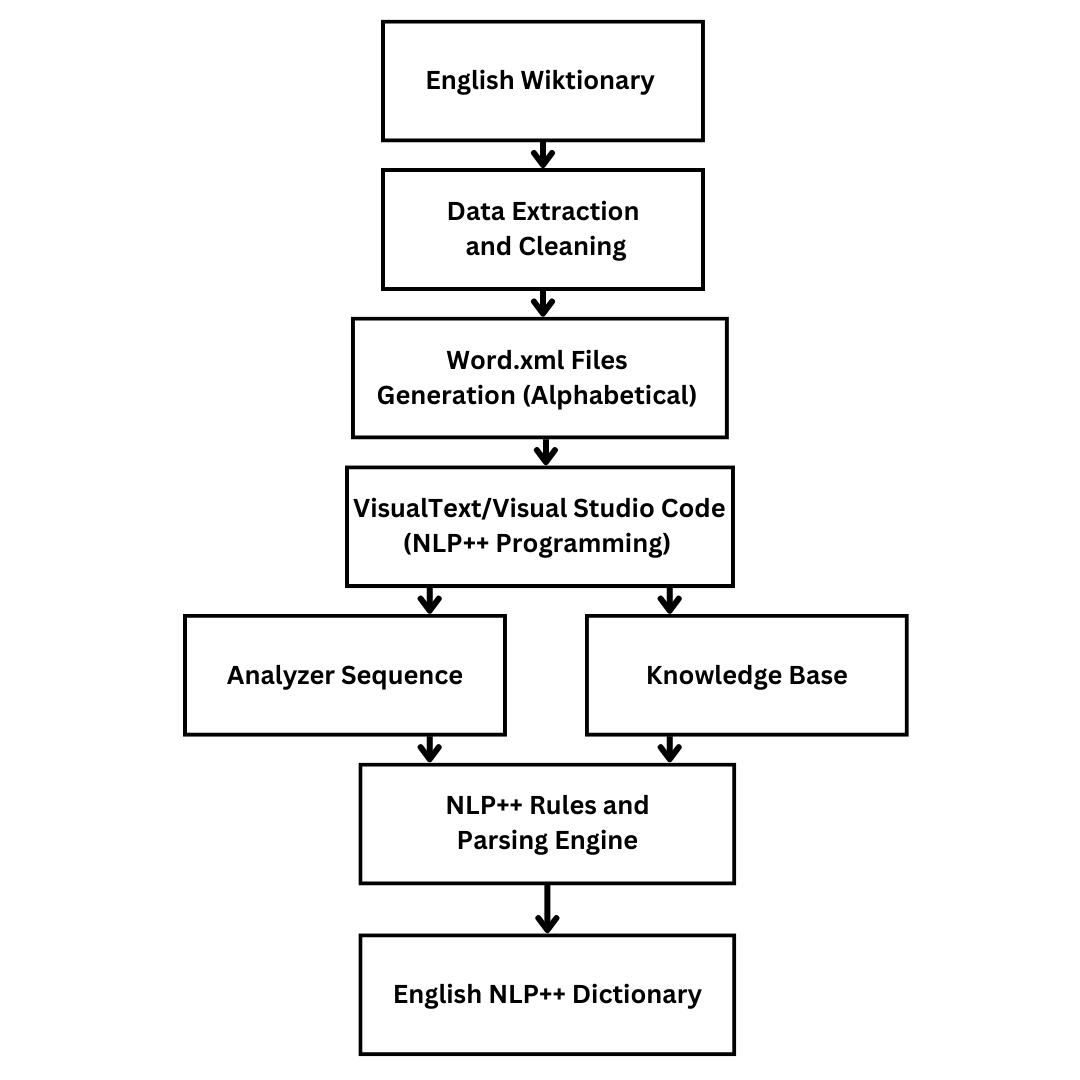 English Wiktionary
Data Extraction
and Cleaning
Word.xml Files
Generation (Alphabetical)
VisualText/Visual Studio Code
(NLP++ Programming)
Analyzer Sequence
Knowledge Base
NLP++ Rules and
Parsing Engine
English NLP++ Dictionary